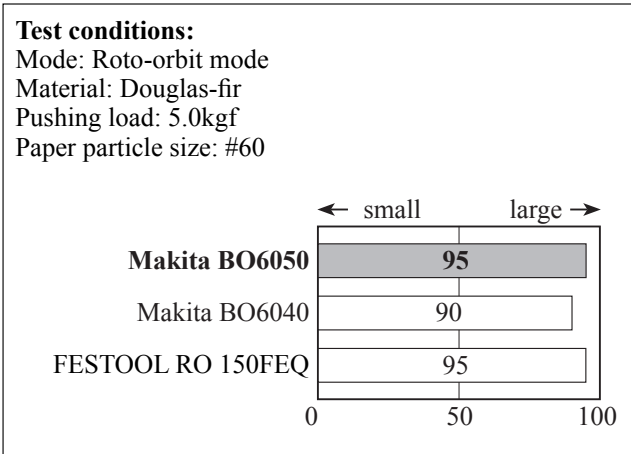 Test conditions:
Mode: Roto-orbit mode
Material: Douglas-fir
Pushing load: 5.0kgf
Paper particle size: #60
← small large →
Makita BO6050 95
Makita BO6040 90
FESTOOL RO 150FEQ 95
0 50 100